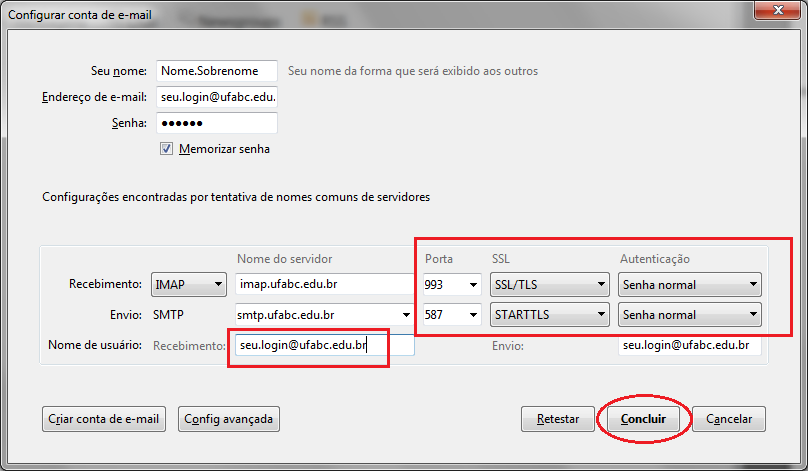 Configurar conta de e-mail
Seu nome: Nome.Sobrenome Seu nome da forma que será exibido aos outros
Endereço de e-mail: seu.login@ufabc.edu.
Senha: ••••••
Memorizar senha
Configurações encontradas por tentativa de nomes comuns de servidores
Nome do servidor Porta SSL Autenticação
Recebimento: IMAP imap.ufabc.edu.br 993 SSL/TLS Senha normal
Envio: SMTP smtp.ufabc.edu.br 587 STARTTLS Senha normal
Nome de usuário: Recebimento: seu.login@ufabc.edu.br Envio: seu.login@ufabc.edu.br
Criar conta de e-mail Config avançada Retestar Concluir Cancelar